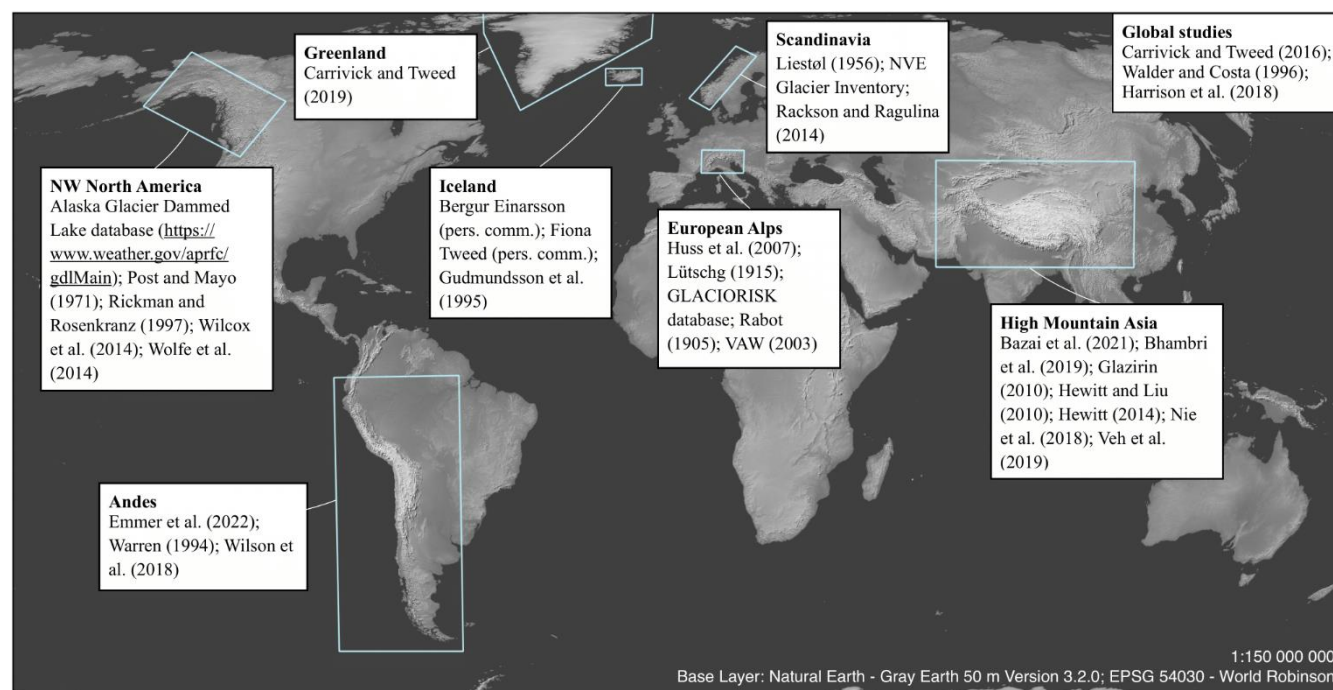 Greenland
Carrivick and Tweed
(2019)
Scandinavia
Liestøl (1956); NVE
Glacier Inventory;
Rackson and Ragulina
(2014)
Global studies
Carrivick and Tweed (2016);
Walder and Costa (1996);
Harrison et al. (2018)
NW North America
Alaska Glacier Dammed
Lake database (https://
www.weather.gov/aprfc/
gdlMain); Post and Mayo
(1971); Rickman and
Rosenkranz (1997); Wilcox
et al. (2014); Wolfe et al.
(2014)
Iceland
Bergur Einarsson
(pers. comm.); Fiona
Tweed (pers. comm.);
Gudmundsson et al.
(1995)
European Alps
Huss et al. (2007);
Lütschg (1915);
GLACIORISK
database; Rabot
(1905); VAW (2003)
High Mountain Asia
Bazai et al. (2021); Bhambri
et al. (2019); Glazirin
(2010); Hewitt and Liu
(2010); Hewitt (2014); Nie
et al. (2018); Veh et al.
(2019)
Andes
Emmer et al. (2022);
Warren (1994); Wilson et
al. (2018)
1:150 000 000
Base Layer: Natural Earth - Gray Earth 50 m Version 3.2.0; EPSG 54030 - World Robinson